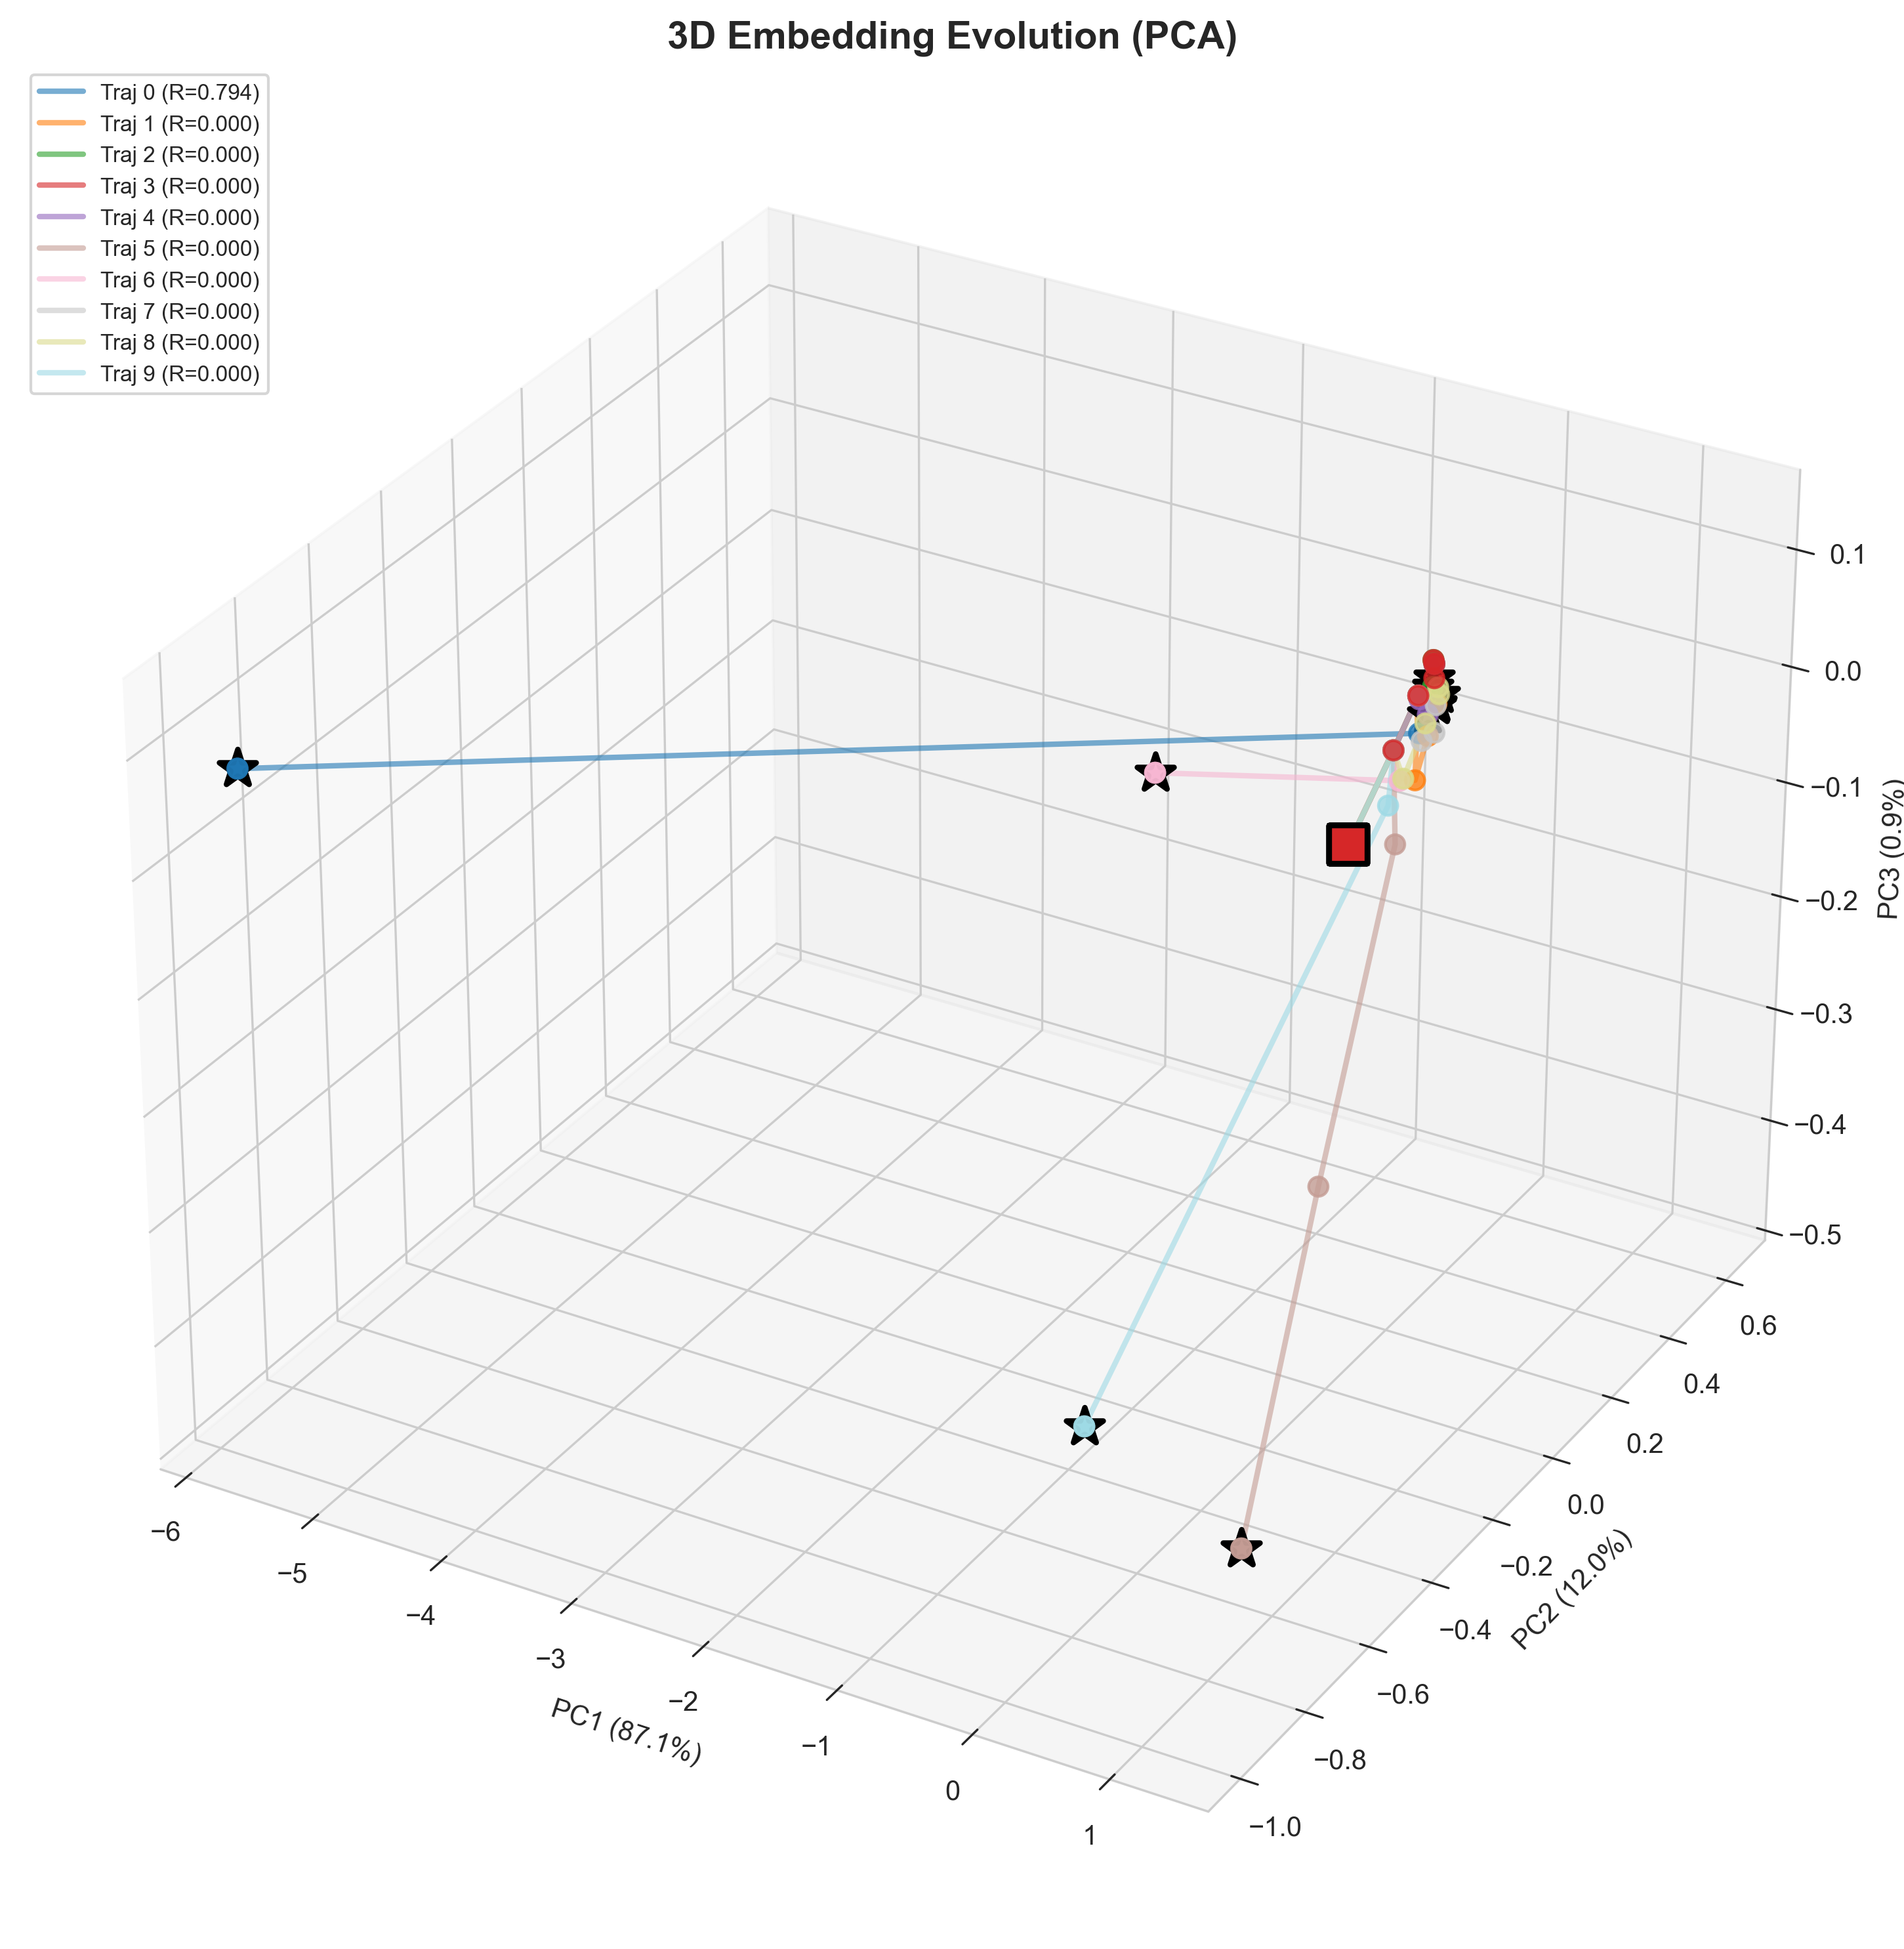 3D Embedding Evolution (PCA)
Traj 0 (R=0.794)
Traj 1 (R=0.000)
Traj 2 (R=0.000)
Traj 3 (R=0.000)
Traj 4 (R=0.000)
Traj 5 (R=0.000)
Traj 6 (R=0.000)
Traj 7 (R=0.000)
Traj 8 (R=0.000)
Traj 9 (R=0.000)
0.1
0.0
−0.1
−0.2
−0.3
−0.4
−0.5
PC3 (0.9%)
0.6
0.4
0.2
0.0
−0.2
−0.4
−0.6
−0.8
−1.0
PC2 (12.0%)
−6
−5
−4
−3
−2
−1
0
1
PC1 (87.1%)